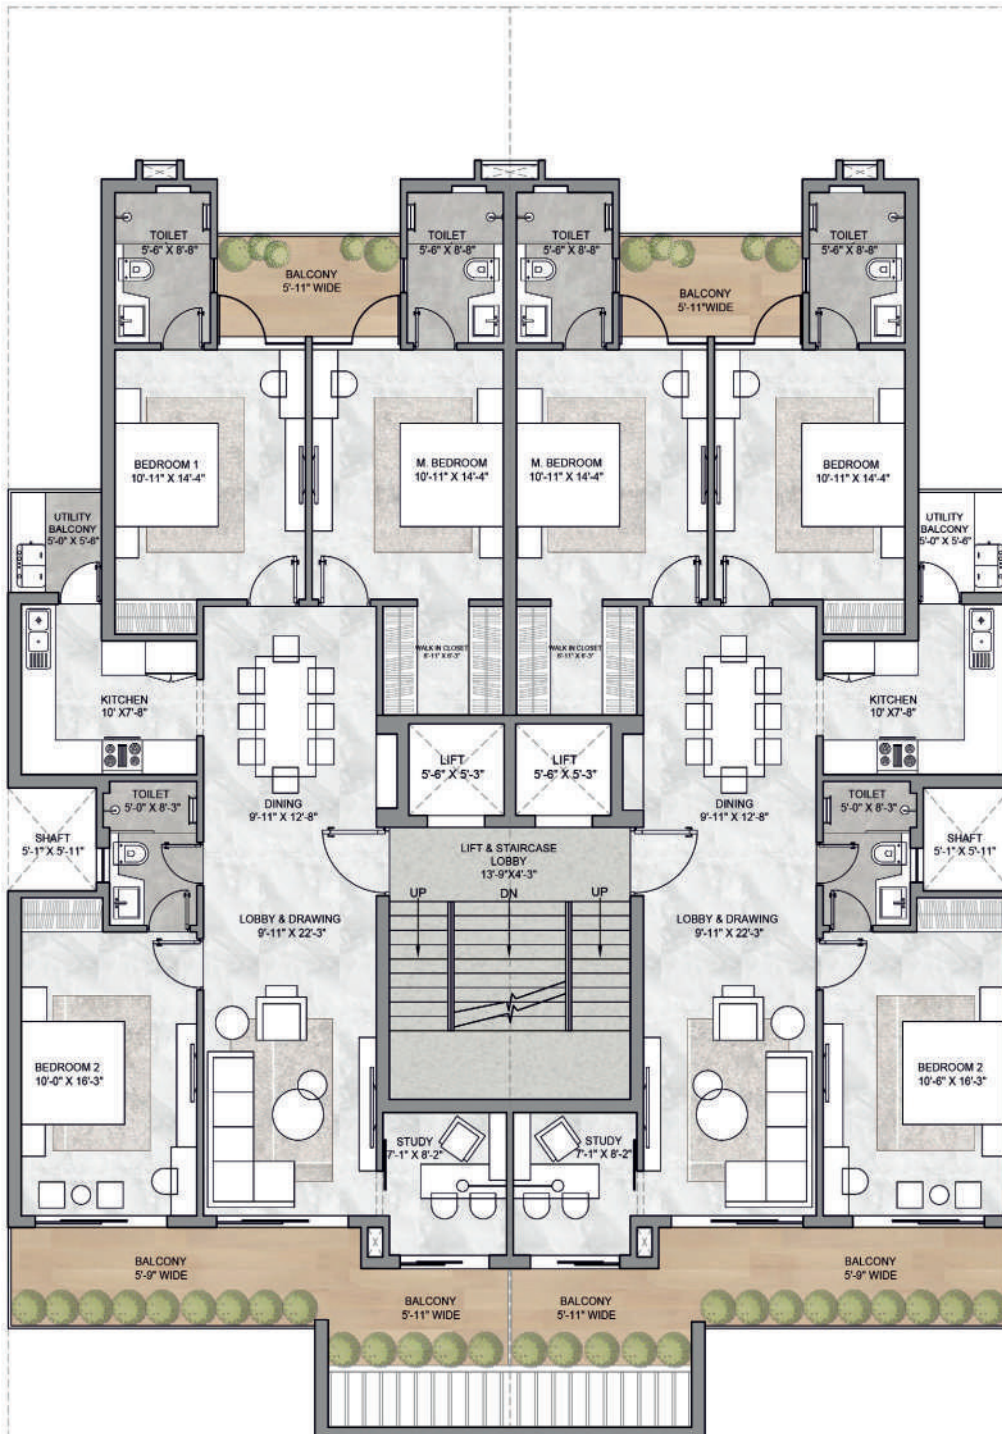 TOILET
5'-6" X 8'-8"
TOILET
5'-6" X 8'-8"
TOILET
5'-6" X 8'-8"
TOILET
5'-6" X 8'-8"
BALCONY
5'-11" WIDE
BALCONY
5'-11"WIDE
BEDROOM 1
10'-11" X 14'-4"
M. BEDROOM
10'-11" X 14'-4"
M. BEDROOM
10'-11" X 14'-4"
BEDROOM
10'-11" X 14'-4"
UTILITY
BALCONY
5'-0" X 5'-6"
UTILITY
BALCONY
5'-0" X 5'-6"
WALK IN CLOSET
6'-11" X 6'-3"
WALK IN CLOSET
6'-11" X 6'-3"
KITCHEN
10' X7'-8"
KITCHEN
10' X7'-8"
LIFT
5'-6" X 5'-3"
LIFT
5'-6" X 5'-3"
TOILET
5'-0" X 8'-3"
DINING
9'-11" X 12'-8"
DINING
9'-11" X 12'-8"
TOILET
5'-0" X 8'-3"
SHAFT
5'-1" X 5'-11"
LIFT & STAIRCASE
LOBBY
13'-9"X4'-3"
SHAFT
5'-1" X 5'-11"
UP
DN
UP
LOBBY & DRAWING
9'-11" X 22'-3"
LOBBY & DRAWING
9'-11" X 22'-3"
BEDROOM 2
10'-0" X 16'-3"
BEDROOM 2
10'-6" X 16'-3"
STUDY
7'-1" X 8'-2"
STUDY
7'-1" X 8'-2"
BALCONY
5'-9" WIDE
BALCONY
5'-9" WIDE
BALCONY
5'-11" WIDE
BALCONY
5'-11" WIDE